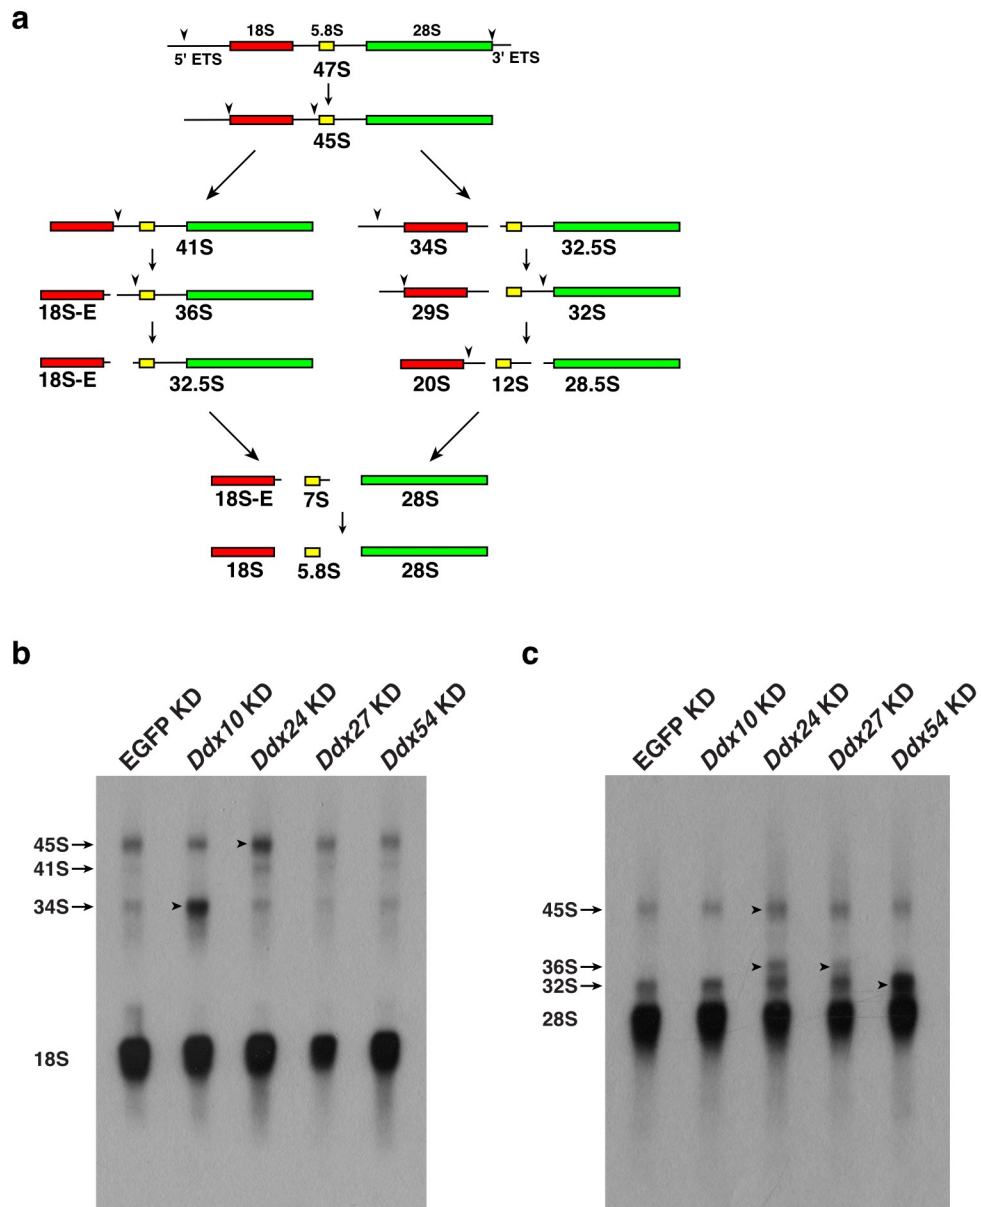 a
18S 5.8S 28S
5' ETS 3' ETS
47S
45S
41S 34S 32.5S
18S-E 36S 29S 32S
18S-E 32.5S 20S 12S 28.5S
18S-E 7S 28S
18S 5.8S 28S
b
EGFP KD
Ddx10 KD
Ddx24 KD
Ddx27 KD
Ddx54 KD
45S
41S
34S
18S
c
EGFP KD
Ddx10 KD
Ddx24 KD
Ddx27 KD
Ddx54 KD
45S
36S
32S
28S